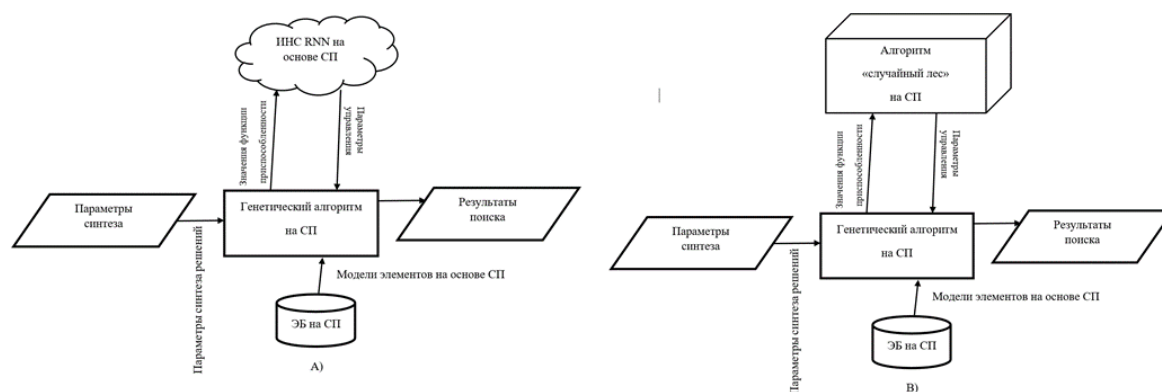 ИНС RNN на
основе СП
Значения функции
приспособленности
Параметры
управления
Параметры
синтеза
Генетический алгоритм
на СП
Результаты
поиска
Параметры синтеза решений
Модели элементов на основе СП
ЭБ на СП
А)
Алгоритм
«случайный лес»
на СП
Значения функции
приспособленности
Параметры
управления
Параметры
синтеза
Генетический алгоритм
на СП
Результаты
поиска
Параметры синтеза решений
Модели элементов на основе СП
ЭБ на СП
В)